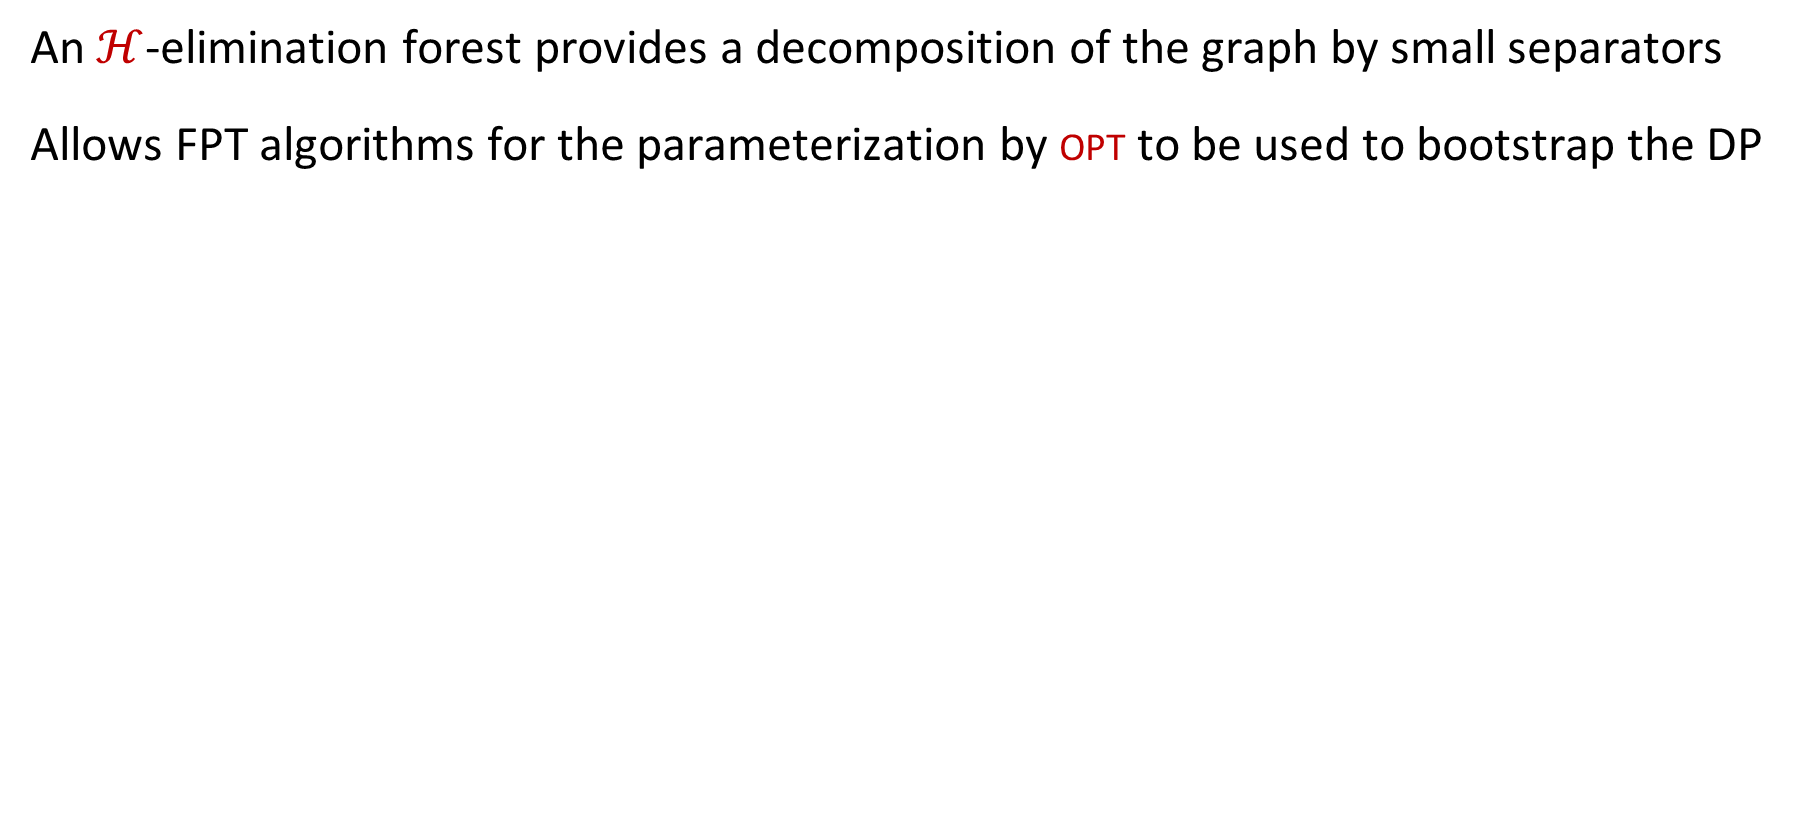 An ℋ-elimination forest provides a decomposition of the graph by small separators
Allows FPT algorithms for the parameterization by OPT to be used to bootstrap the DP